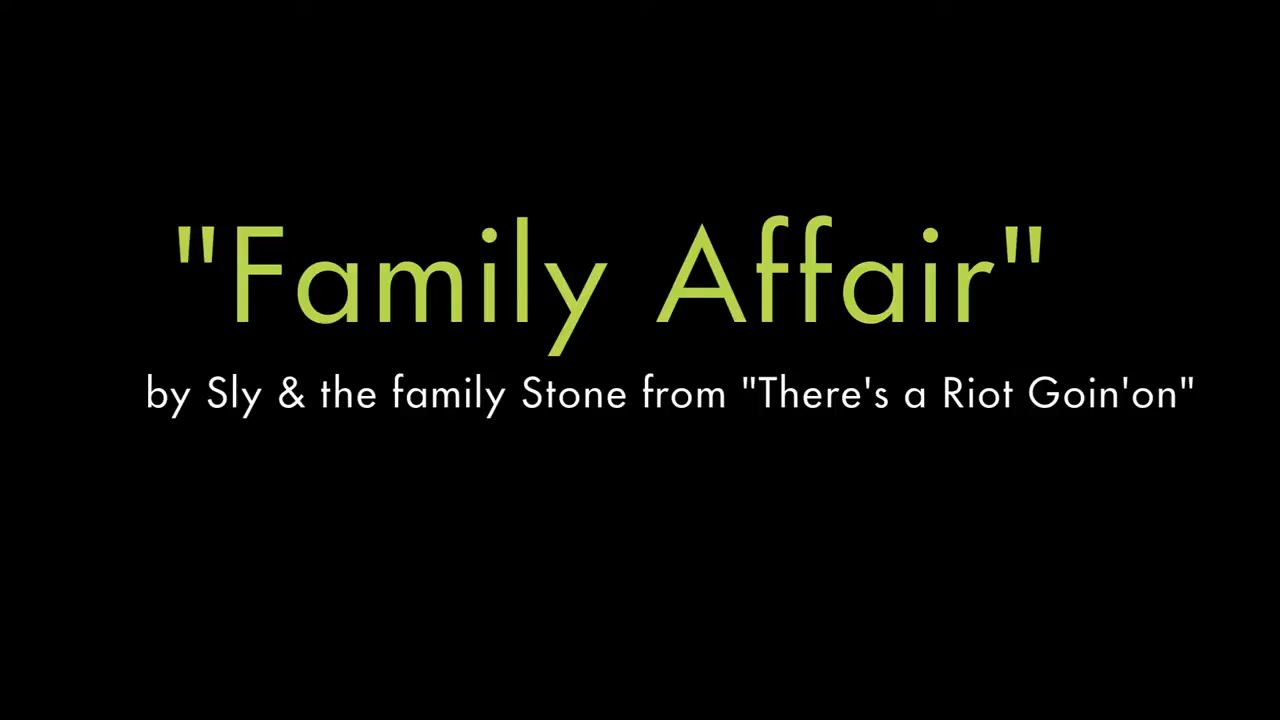 "Family Affair"
by Sly & the family Stone from "There's a Riot Goin'on"